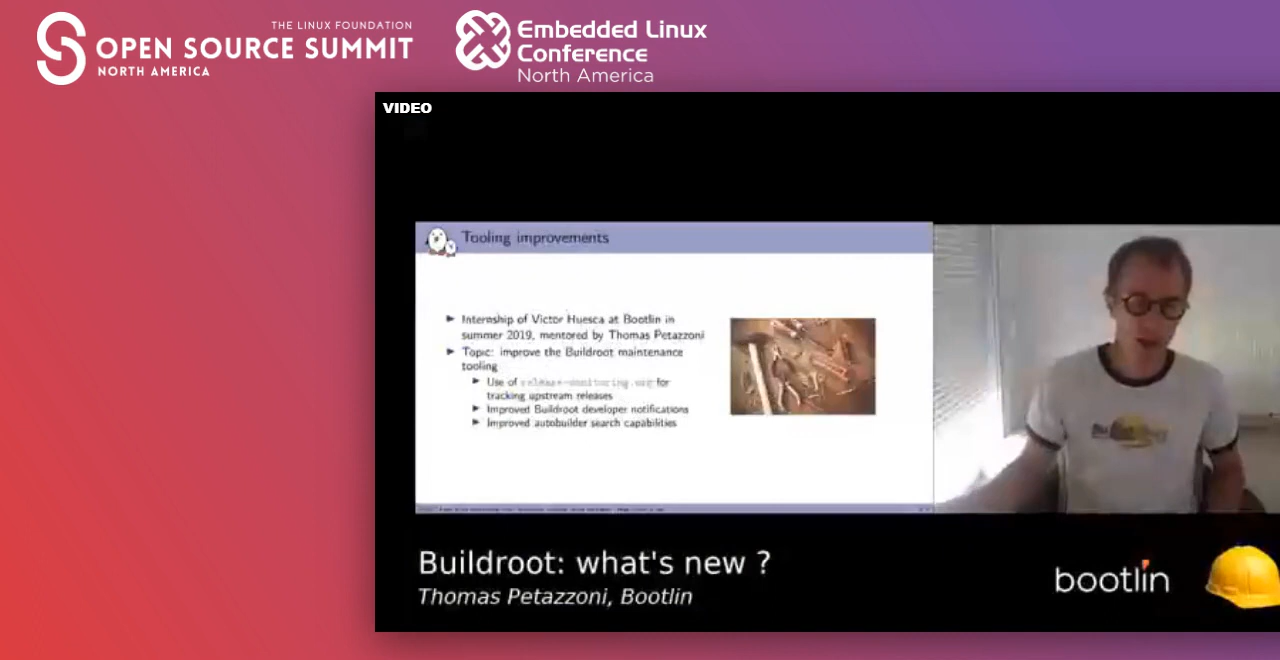 THE LINUX FOUNDATION
OPEN SOURCE SUMMIT
NORTH AMERICA
Embedded Linux
Conference
North America
VIDEO
Tooling improvements
Internship of Victor Huesca at Bootlin in
summer 2019, mentored by Thomas Petazzoni
Topic: improve the Buildroot maintenance
tooling
Use of release-monitoring.org for
tracking upstream releases
Improved Buildroot developer notifications
Improved autobuilder search capabilities
Buildroot: what's new ?
Thomas Petazzoni, Bootlin
bootlin